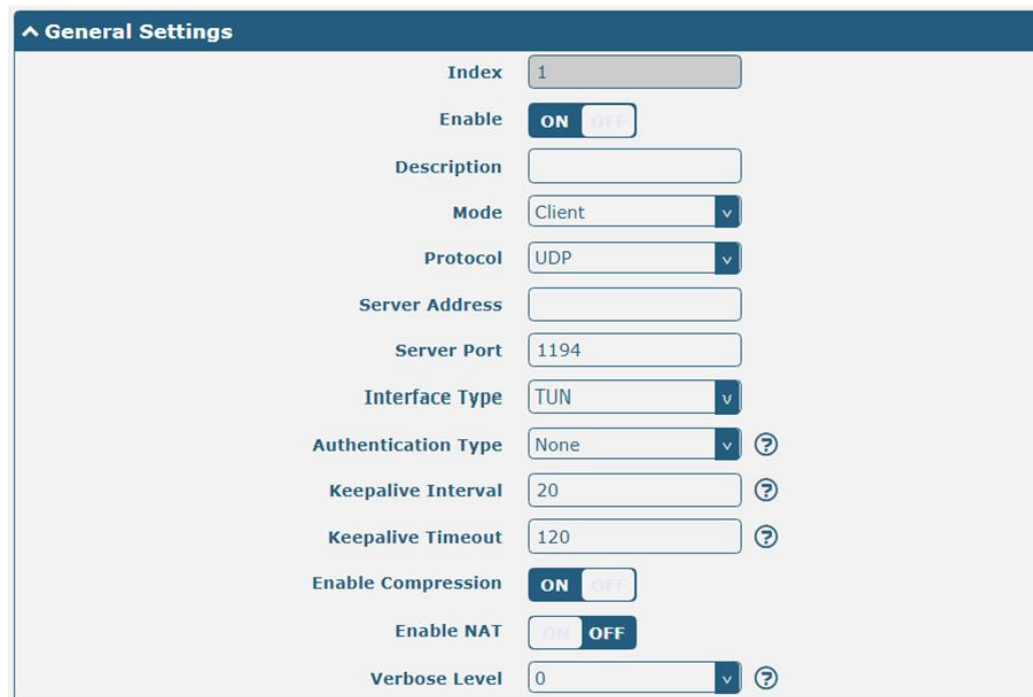 General Settings
Index 1
Enable ON OFF
Description
Mode Client v
Protocol UDP v
Server Address
Server Port 1194
Interface Type TUN v
Authentication Type None v ?
Keepalive Interval 20 ?
Keepalive Timeout 120 ?
Enable Compression ON OFF
Enable NAT ON OFF
Verbose Level 0 v ?